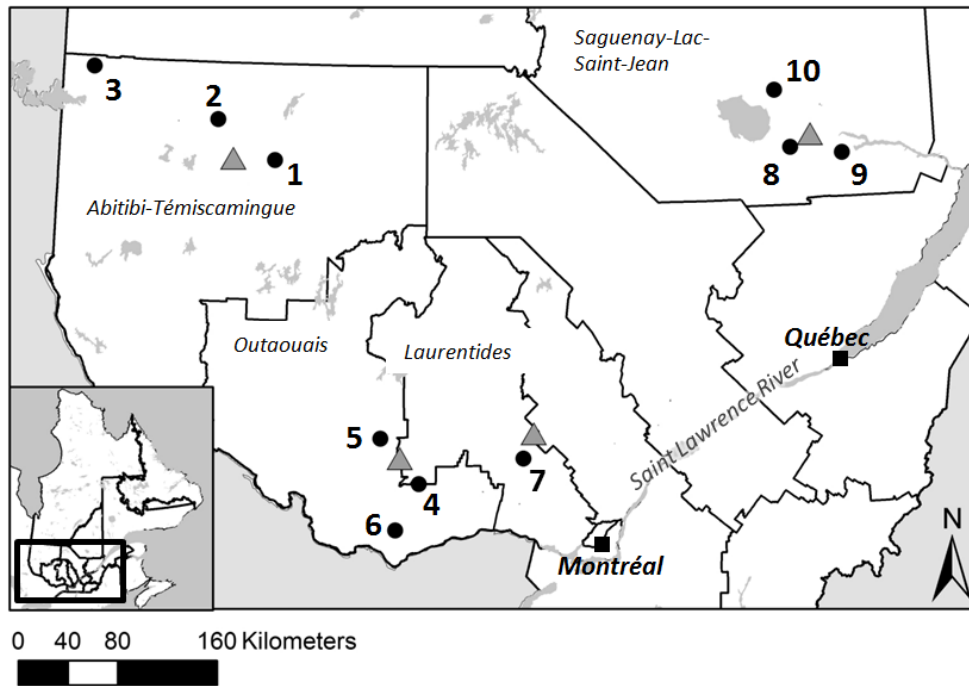 Saguenay-Lac-
Saint-Jean
10
3
2
1
8
9
Abitibi-Témiscamingue
Outaouais
Laurentides
Québec
Saint Lawrence River
5
7
4
6
N
Montréal
0 40 80 160 Kilometers